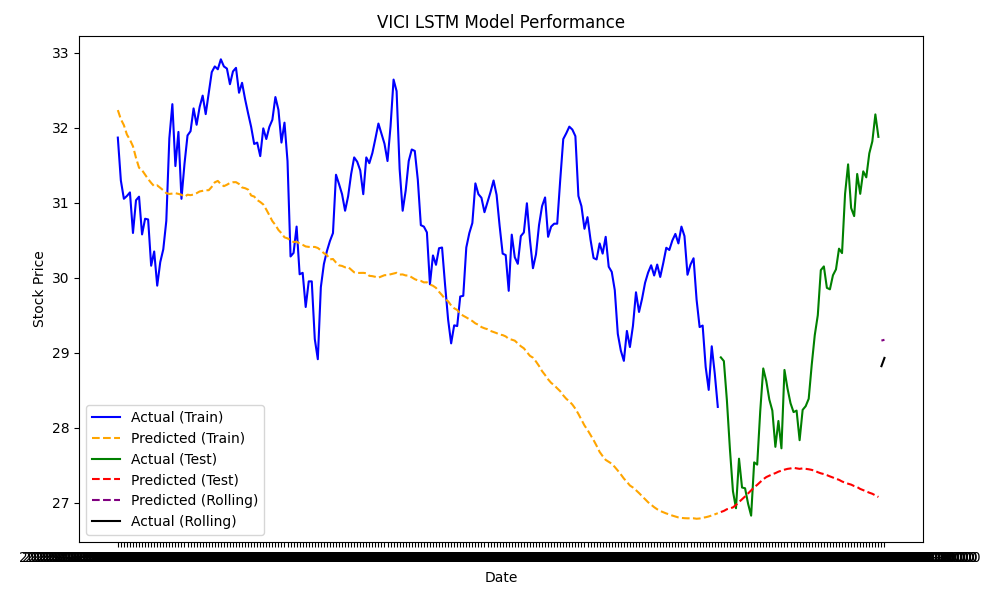 VICI LSTM Model Performance
33
32
31
30
29
28
27
Stock Price
Actual (Train)
Predicted (Train)
Actual (Test)
Predicted (Test)
Predicted (Rolling)
Actual (Rolling)
Date